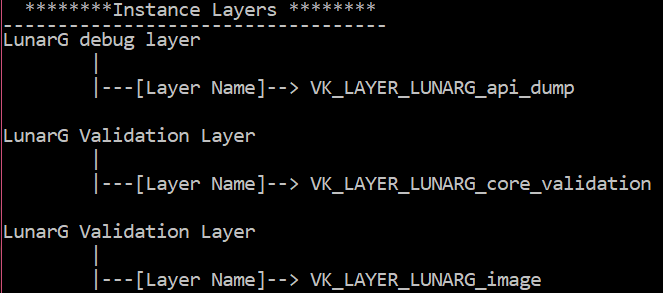 ********Instance Layers ********
-----------------------------------
LunarG debug layer
|
|---[Layer Name]--> VK_LAYER_LUNARG_api_dump
LunarG Validation Layer
|
|---[Layer Name]--> VK_LAYER_LUNARG_core_validation
LunarG Validation Layer
|
|---[Layer Name]--> VK_LAYER_LUNARG_image